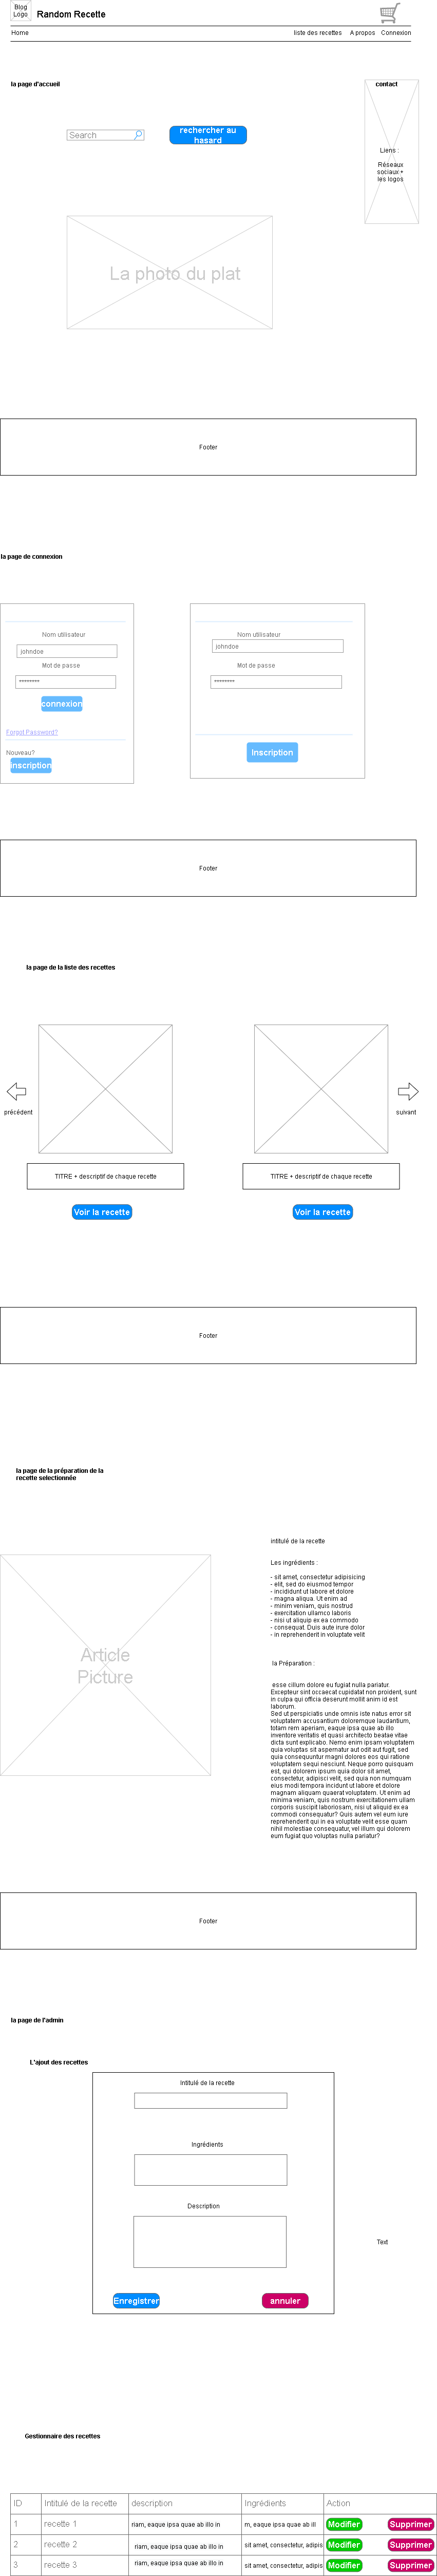 Blog
Logo
Random Recette
Home
liste des recettes
A propos
Connexion
la page d'accueil
contact
Search
rechercher au
hasard
Liens :
Réseaux
sociaux +
les logos
La photo du plat
Footer
la page de connexion
Nom utilisateur
johndoe
Mot de passe
********
connexion
Forgot Password?
Nouveau?
inscription
Nom utilisateur
johndoe
Mot de passe
********
Inscription
Footer
la page de la liste des recettes
précédent
suivant
TITRE + descriptif de chaque recette
TITRE + descriptif de chaque recette
Voir la recette
Voir la recette
Footer
la page de la préparation de la
recette selectionnée
Article
Picture
intitulé de la recette
Les ingrédients :
- sit amet, consectetur adipisicing
- elit, sed do eiusmod tempor
- incididunt ut labore et dolore
- magna aliqua. Ut enim ad
- minim veniam, quis nostrud
- exercitation ullamco laboris
- nisi ut aliquip ex ea commodo
- consequat. Duis aute irure dolor
- in reprehenderit in voluptate velit
la Préparation :
esse cillum dolore eu fugiat nulla pariatur.
Excepteur sint occaecat cupidatat non proident, sunt
in culpa qui officia deserunt mollit anim id est
laborum.
Sed ut perspiciatis unde omnis iste natus error sit
voluptatem accusantium doloremque laudantium,
totam rem aperiam, eaque ipsa quae ab illo
inventore veritatis et quasi architecto beatae vitae
dicta sunt explicabo. Nemo enim ipsam voluptatem
quia voluptas sit aspernatur aut odit aut fugit, sed
quia consequuntur magni dolores eos qui ratione
voluptatem sequi nesciunt. Neque porro quisquam
est, qui dolorem ipsum quia dolor sit amet,
consectetur, adipisci velit, sed quia non numquam
eius modi tempora incidunt ut labore et dolore
magnam aliquam quaerat voluptatem. Ut enim ad
minima veniam, quis nostrum exercitationem ullam
corporis suscipit laboriosam, nisi ut aliquid ex ea
commodi consequatur? Quis autem vel eum iure
reprehenderit qui in ea voluptate velit esse quam
nihil molestiae consequatur, vel illum qui dolorem
eum fugiat quo voluptas nulla pariatur?
Footer
la page de l'admin
L'ajout des recettes
Intitulé de la recette
Ingrédients
Description
Text
Enregistrer
annuler
Gestionnaire des recettes
ID
Intitulé de la recette
description
Ingrédients
Action
1
recette 1
riam, eaque ipsa quae ab illo in
m, eaque ipsa quae ab ill
Modifier
Supprimer
2
recette 2
riam, eaque ipsa quae ab illo in
sit amet, consectetur, adipis
Modifier
Supprimer
3
recette 3
riam, eaque ipsa quae ab illo in
sit amet, consectetur, adipis
Modifier
Supprimer